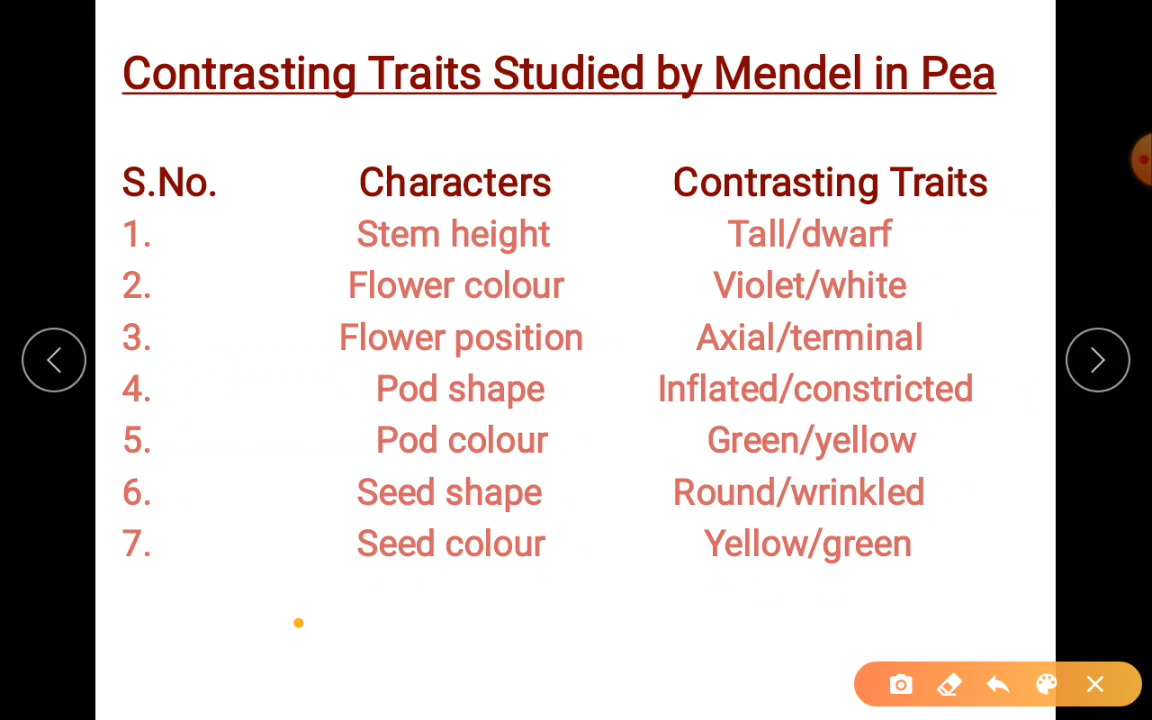 Contrasting Traits Studied by Mendel in Pea
S.No. Characters Contrasting Traits
1. Stem height Tall/dwarf
2. Flower colour Violet/white
3. Flower position Axial/terminal
4. Pod shape Inflated/constricted
5. Pod colour Green/yellow
6. Seed shape Round/wrinkled
7. Seed colour Yellow/green